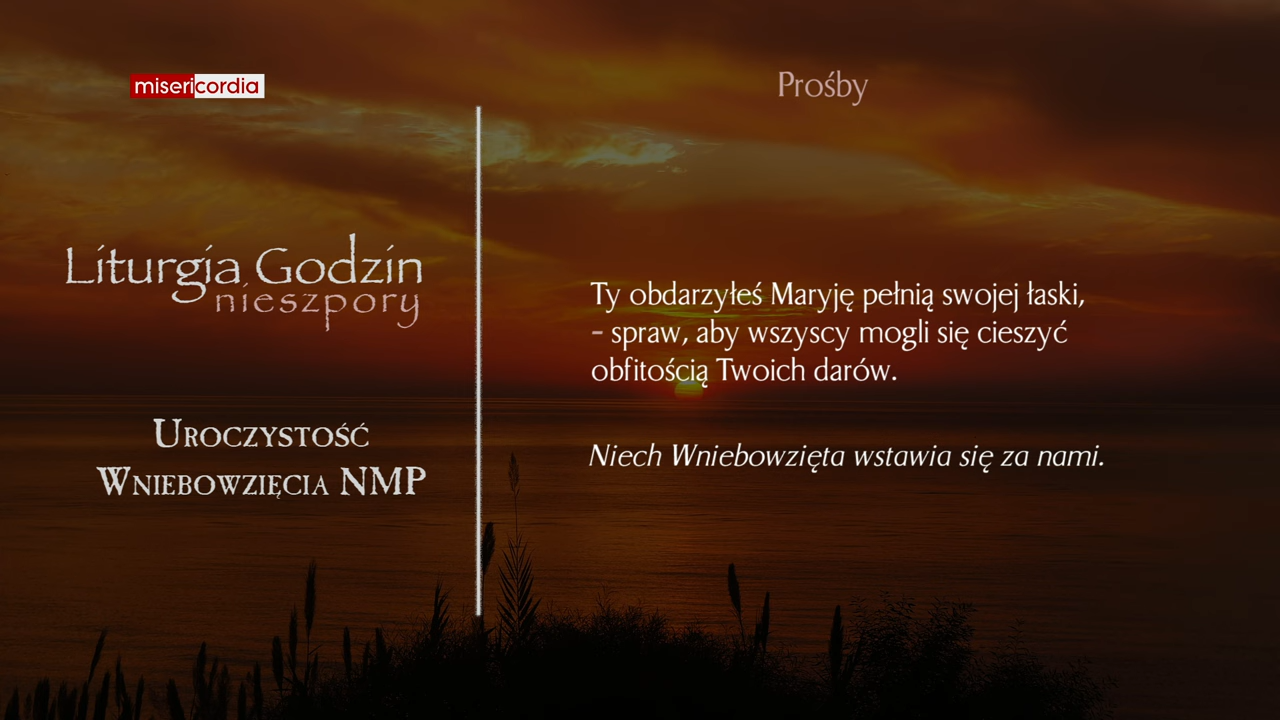 misericordia
Liturgia Godzin
nieszpory
Uroczystość
Wniebowzięcia NMP
Prośby
Ty obdarzyłeś Maryję pełnią swojej łaski,
- spraw, aby wszyscy mogli się cieszyć
obfitością Twoich darów.
Niech Wniebowzięta wstawia się za nami.